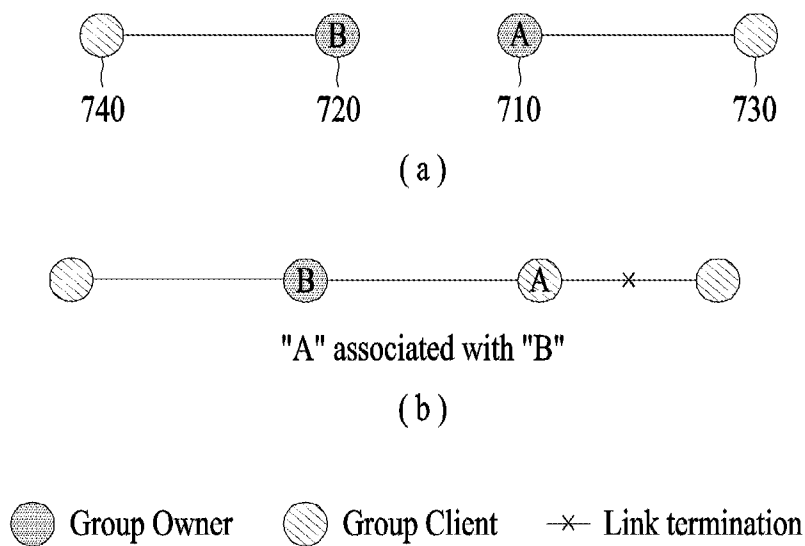 B A
740 720 710 730
( a )
B A
"A" associated with "B"
( b )
Group Owner Group Client Link termination